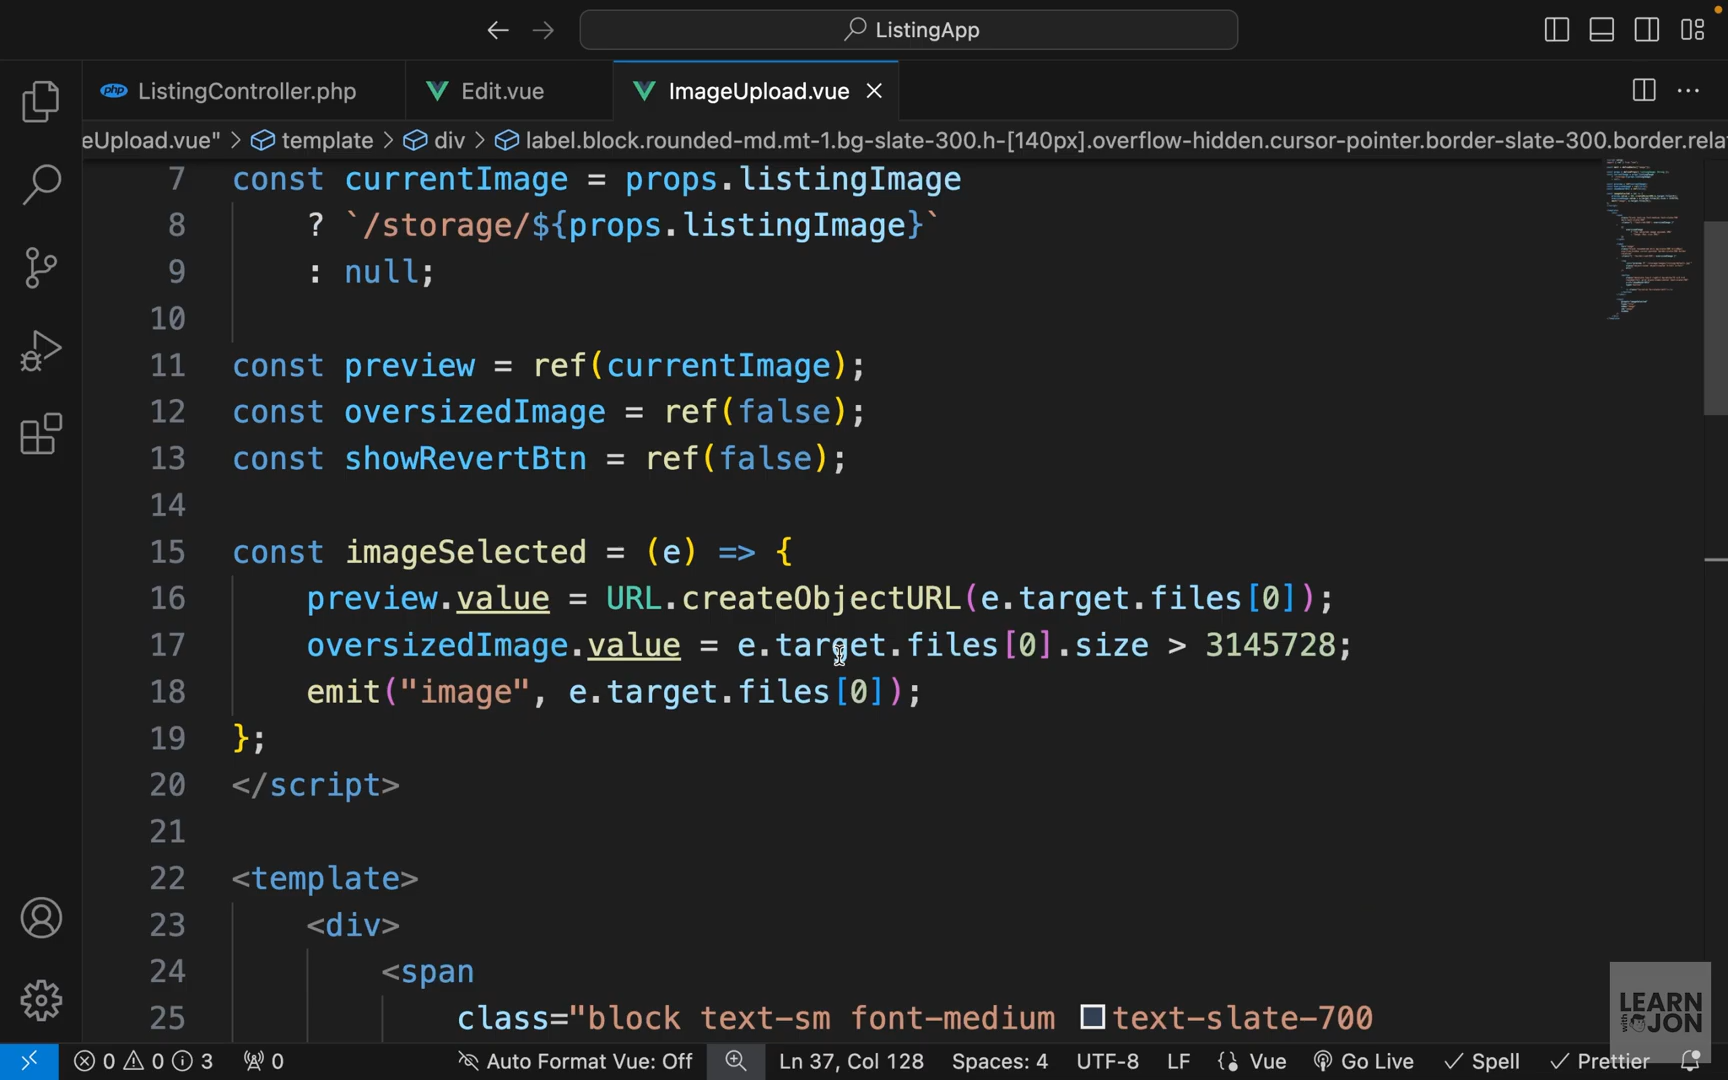 ListingApp
ListingController.php
Edit.vue
ImageUpload.vue
eUpload.vue" > template > div > label.block.rounded-md.mt-1.bg-slate-300.h-[140px].overflow-hidden.cursor-pointer.border-slate-300.border.rela
7 const currentImage = props.listingImage
8 ? `/storage/${props.listingImage}`
9 : null;
10
11 const preview = ref(currentImage);
12 const oversizedImage = ref(false);
13 const showRevertBtn = ref(false);
14
15 const imageSelected = (e) => {
16 preview.value = URL.createObjectURL(e.target.files[0]);
17 oversizedImage.value = e.target.files[0].size > 3145728;
18 emit("image", e.target.files[0]);
19 };
20 </script>
21
22 <template>
23 <div>
24 <span
25 class="block text-sm font-medium text-slate-700
LEARN
with
JON
0 0 3 0 Auto Format Vue: Off Ln 37, Col 128 Spaces: 4 UTF-8 LF Vue Go Live Spell Prettier